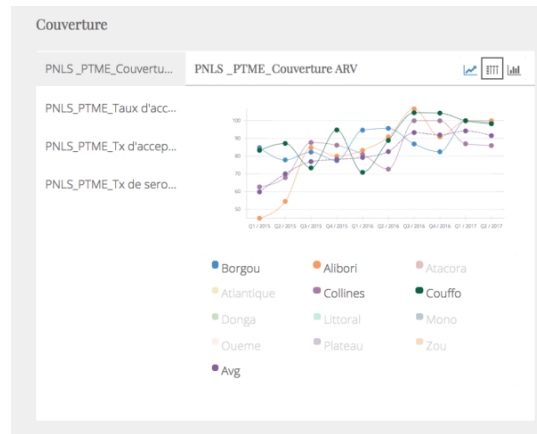 Couverture
PNLS _PTME_Couvertu...
PNLS _PTME_Couverture ARV
PNLS_PTME_Taux d'acc...
PNLS_PTME_Tx d'accep...
PNLS_PTME_Tx de sero...
100
90
80
70
60
50
Q1 / 2015 Q2 / 2015 Q3 / 2015 Q4 / 2015 Q1 / 2016 Q2 / 2016 Q3 / 2016 Q4 / 2016 Q1 / 2017 Q2 / 2017
Borgou Alibori Atacora
Atlantique Collines Couffo
Donga Littoral Mono
Oueme Plateau Zou
Avg